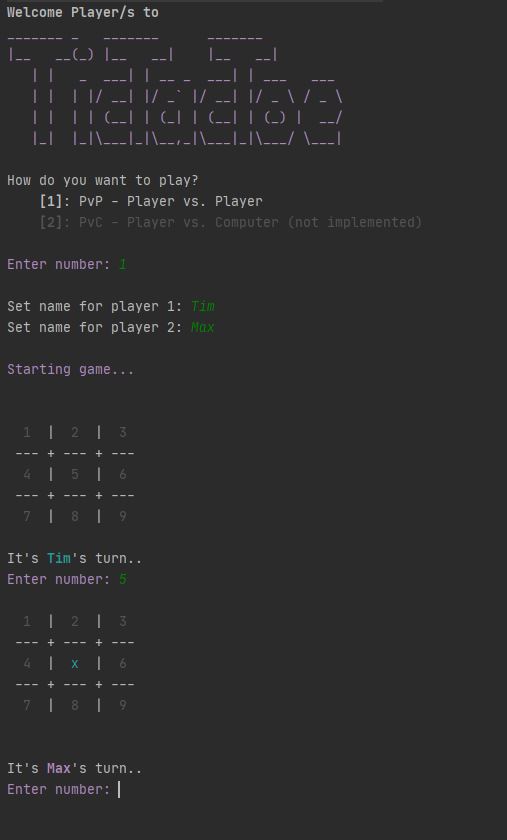 Welcome Player/s to
_______ _   _______      _______
|__   __(_) |__   __|    |__   __|
   | |   _  ___| | __ _  ___| | ___   ___
   | |  | |/ __| |/ _` |/ __| |/ _ \ / _ \
   | |  | | (__| | (_| | (__| | (_) |  __/
   |_|  |_|\___|_|\__,_|\___|_|\___/ \___|
How do you want to play?
    [1]: PvP - Player vs. Player
    [2]: PvC - Player vs. Computer (not implemented)
Enter number: 1
Set name for player 1: Tim
Set name for player 2: Max
Starting game...
  1  |  2  |  3
 --- + --- + ---
  4  |  5  |  6
 --- + --- + ---
  7  |  8  |  9
It's Tim's turn..
Enter number: 5
  1  |  2  |  3
 --- + --- + ---
  4  |  x  |  6
 --- + --- + ---
  7  |  8  |  9
It's Max's turn..
Enter number: